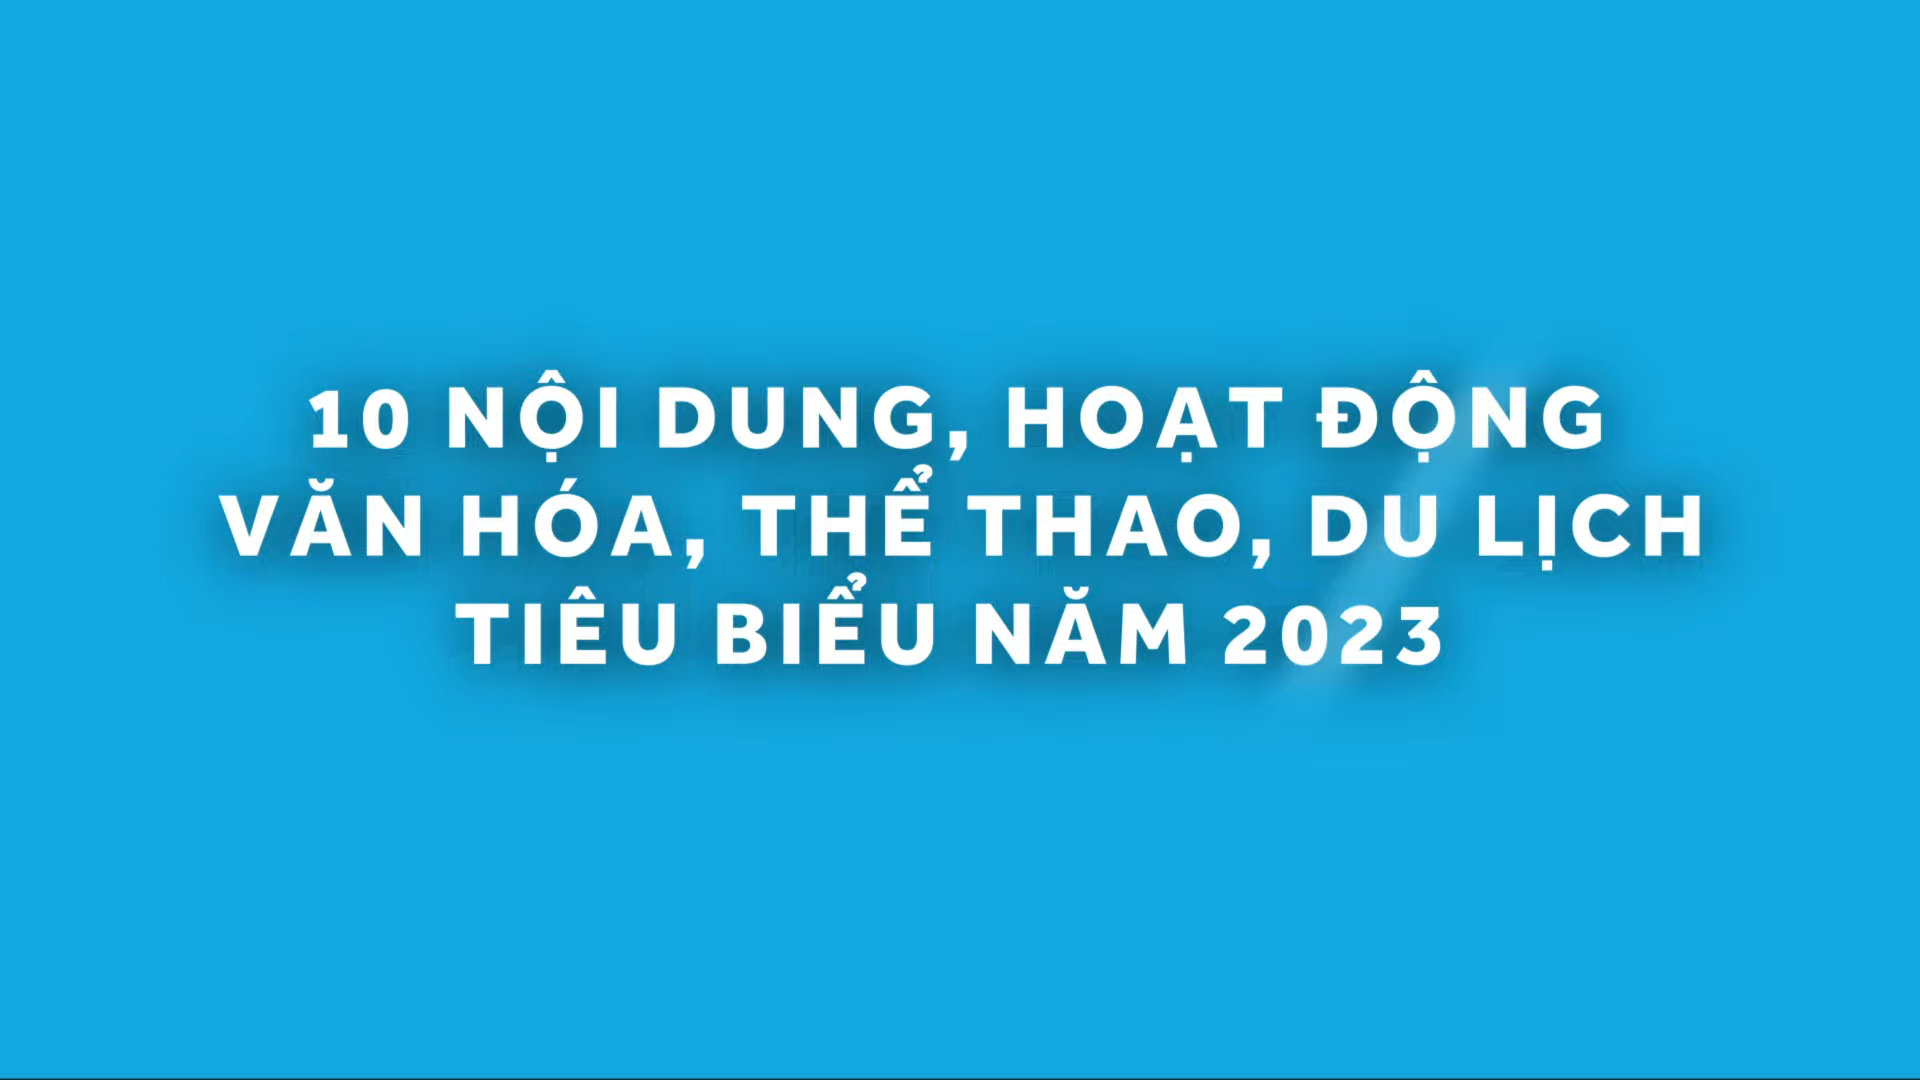 10 NỘI DUNG, HOẠT ĐỘNG
VĂN HÓA, THỂ THAO, DU LỊCH
TIÊU BIỂU NĂM 2023